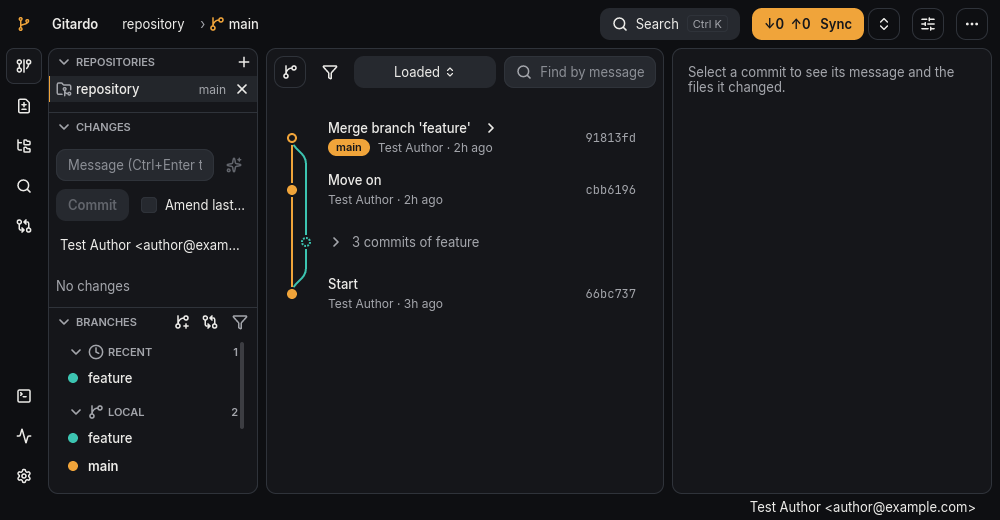 Gitardo
repository
main
Search
Ctrl K
0 0 Sync
REPOSITORIES
repository
main
CHANGES
Message (Ctrl+Enter t
Commit
Amend last...
Test Author <author@exam...
No changes
BRANCHES
RECENT
1
feature
LOCAL
2
feature
main
Loaded
Find by message
Merge branch 'feature'
main
Test Author · 2h ago
91813fd
Move on
Test Author · 2h ago
cbb6196
3 commits of feature
Start
Test Author · 3h ago
66bc737
Select a commit to see its message and the
files it changed.
Test Author <author@example.com>